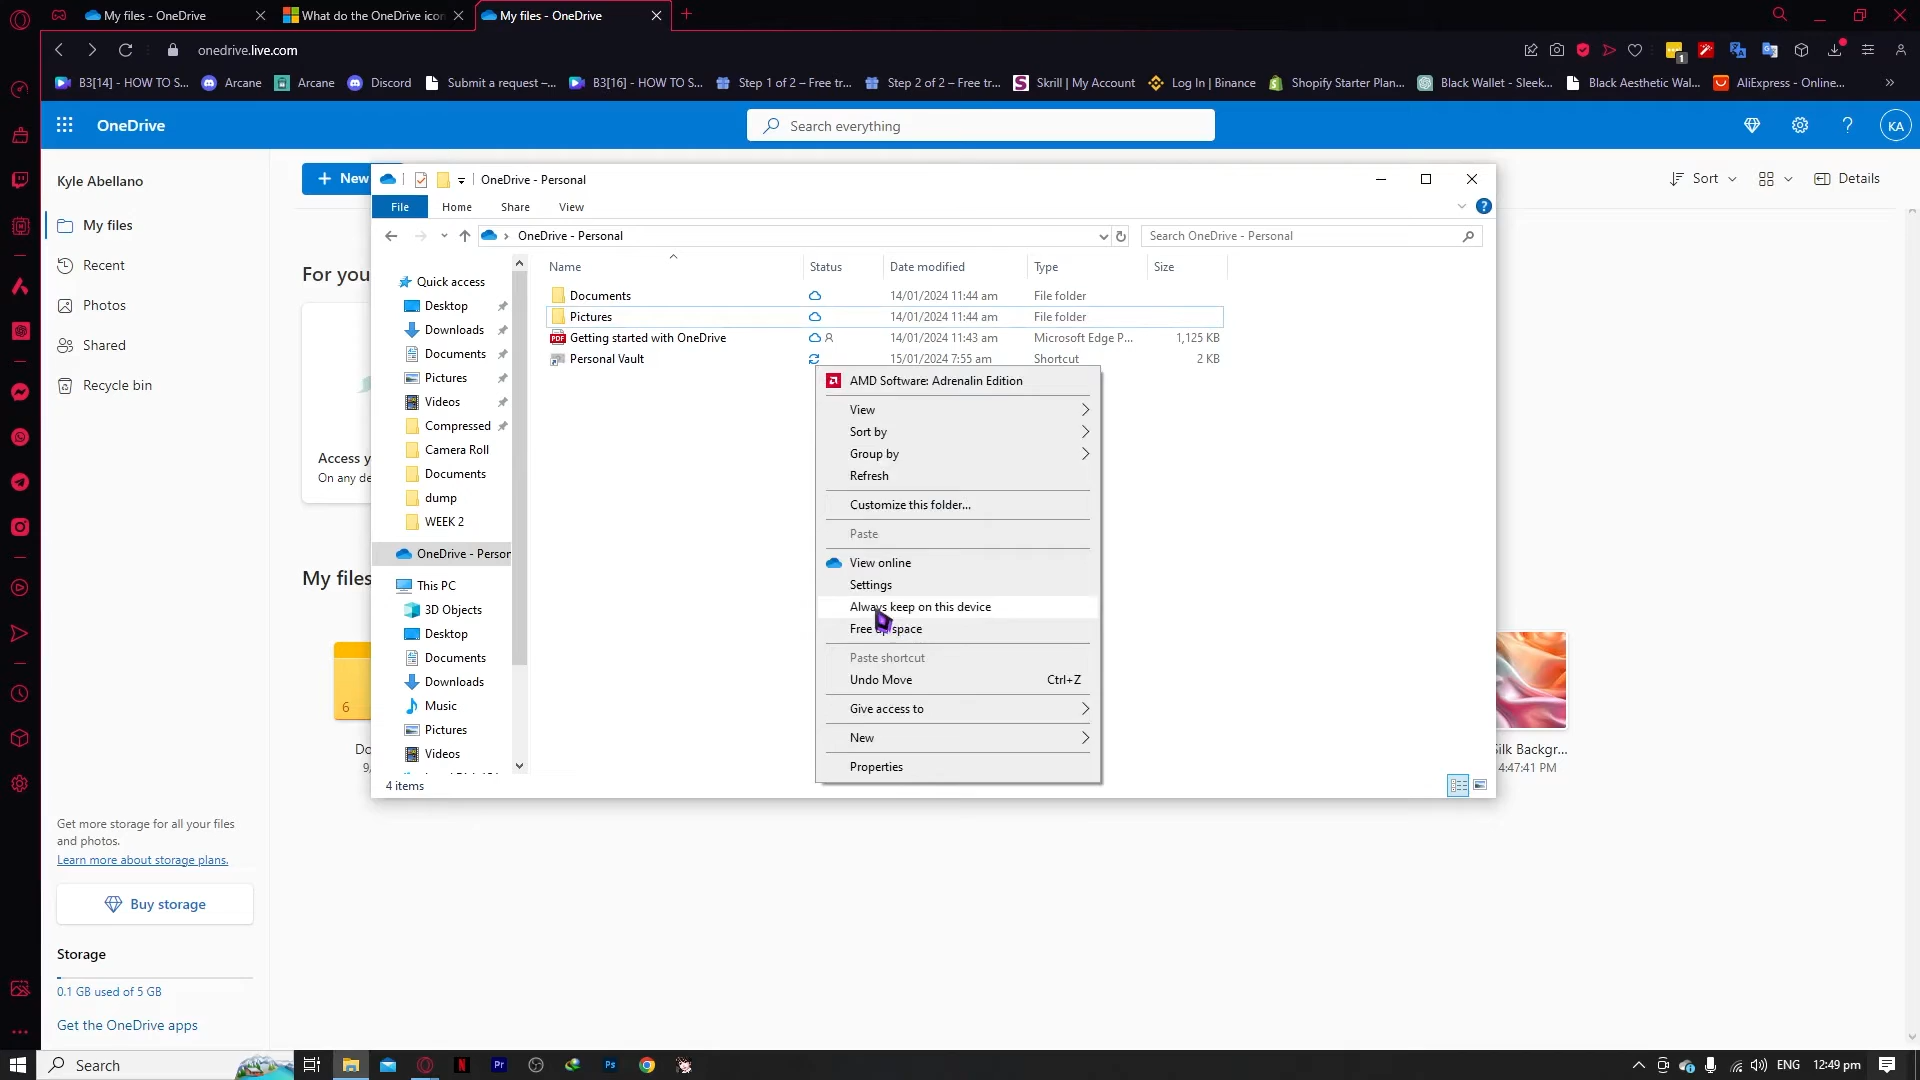 My files - OneDrive
What do the OneDrive icon
My files - OneDrive
onedrive.live.com
1
B3[14] - HOW TO S...
Arcane
Arcane
Discord
Submit a request –...
B3[16] - HOW TO S...
Step 1 of 2 – Free tr...
Step 2 of 2 – Free tr...
Skrill | My Account
Log In | Binance
Shopify Starter Plan...
Black Wallet - Sleek...
Black Aesthetic Wal...
AliExpress - Online...
OneDrive
Search everything
KA
Kyle Abellano
My files
Recent
Photos
Shared
Recycle bin
New
Sort
Details
For you
Access y
On any de
My files
6
Do
9/
Silk Backgr...
4:47:41 PM
OneDrive - Personal
File
Home
Share
View
OneDrive - Personal
Search OneDrive - Personal
Quick access
Desktop
Downloads
Documents
Pictures
Videos
Compressed
Camera Roll
Documents
dump
WEEK 2
OneDrive - Person
This PC
3D Objects
Desktop
Documents
Downloads
Music
Pictures
Videos
Name
Status
Date modified
Type
Size
Documents
14/01/2024 11:44 am
File folder
Pictures
14/01/2024 11:44 am
File folder
PDF
Getting started with OneDrive
14/01/2024 11:43 am
Microsoft Edge P...
1,125 KB
Personal Vault
15/01/2024 7:55 am
Shortcut
2 KB
AMD Software: Adrenalin Edition
View
Sort by
Group by
Refresh
Customize this folder...
Paste
View online
Settings
Always keep on this device
Free up space
Paste shortcut
Undo Move
Ctrl+Z
Give access to
New
Properties
4 items
Get more storage for all your files
and photos.
Learn more about storage plans.
Buy storage
Storage
0.1 GB used of 5 GB
Get the OneDrive apps
Search
Pr
Ps
ENG
12:49 pm